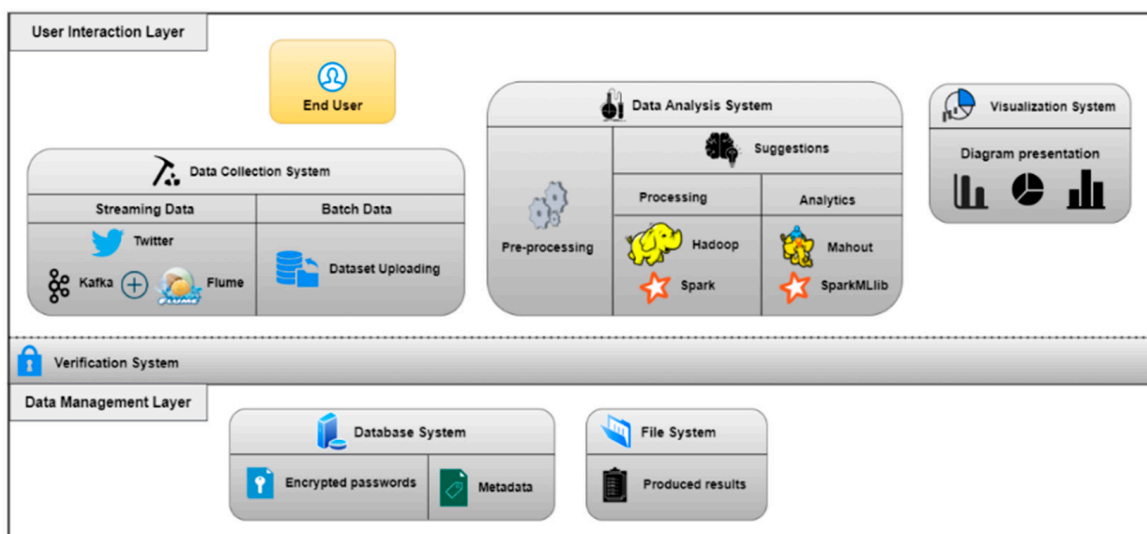 User Interaction Layer
End User
Data Collection System
Streaming Data
Batch Data
Twitter
Kafka
Flume
Dataset Uploading
Data Analysis System
Suggestions
Pre-processing
Processing
Analytics
Hadoop
Mahout
Spark
SparkMLlib
Visualization System
Diagram presentation
Verification System
Data Management Layer
Database System
Encrypted passwords
Metadata
File System
Produced results